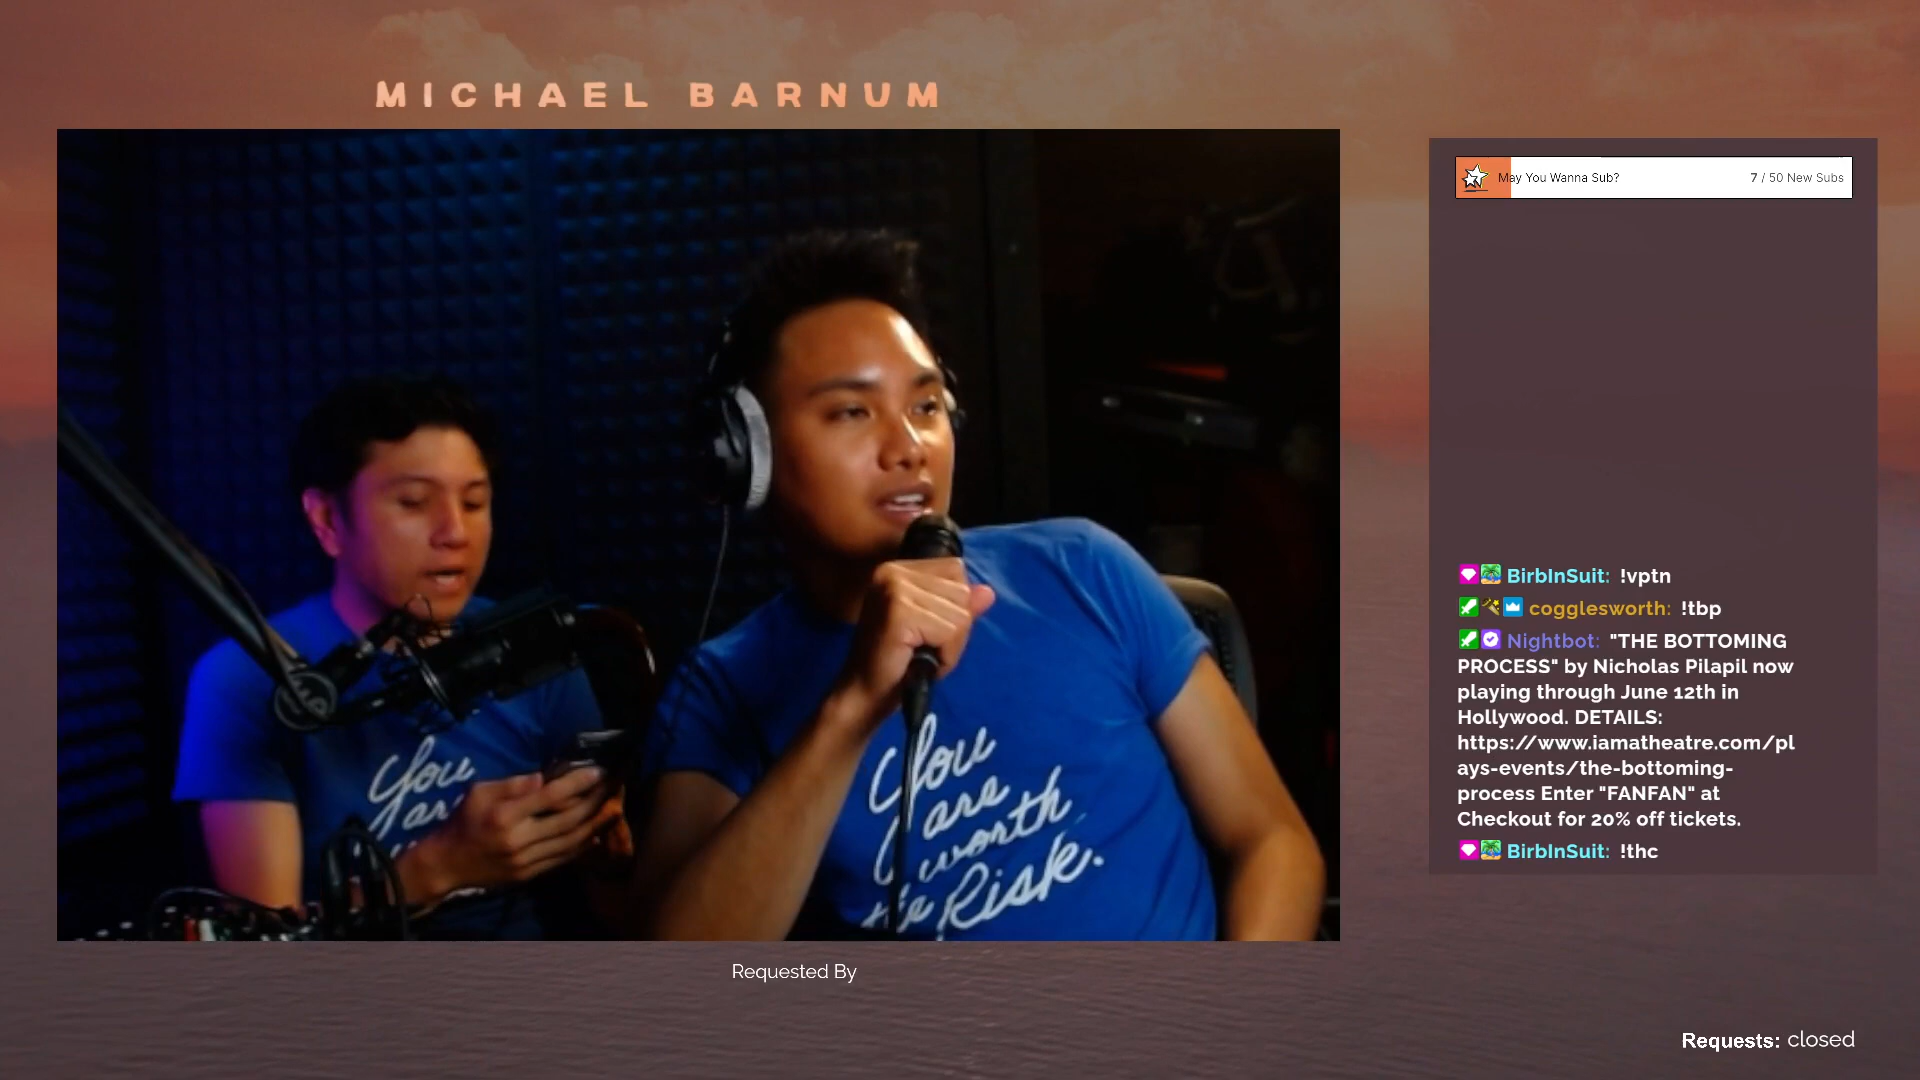 MICHAEL BARNUM
May You Wanna Sub? 7 / 50 New Subs
BirbInSuit: !vptn
cogglesworth: !tbp
Nightbot: "THE BOTTOMING
PROCESS" by Nicholas Pilapil now
playing through June 12th in
Hollywood. DETAILS:
https://www.iamatheatre.com/pl
ays-events/the-bottoming-
process Enter "FANFAN" at
Checkout for 20% off tickets.
BirbInSuit: !thc
You
are
You
are
worth
the Risk.
Requested By
Requests: closed